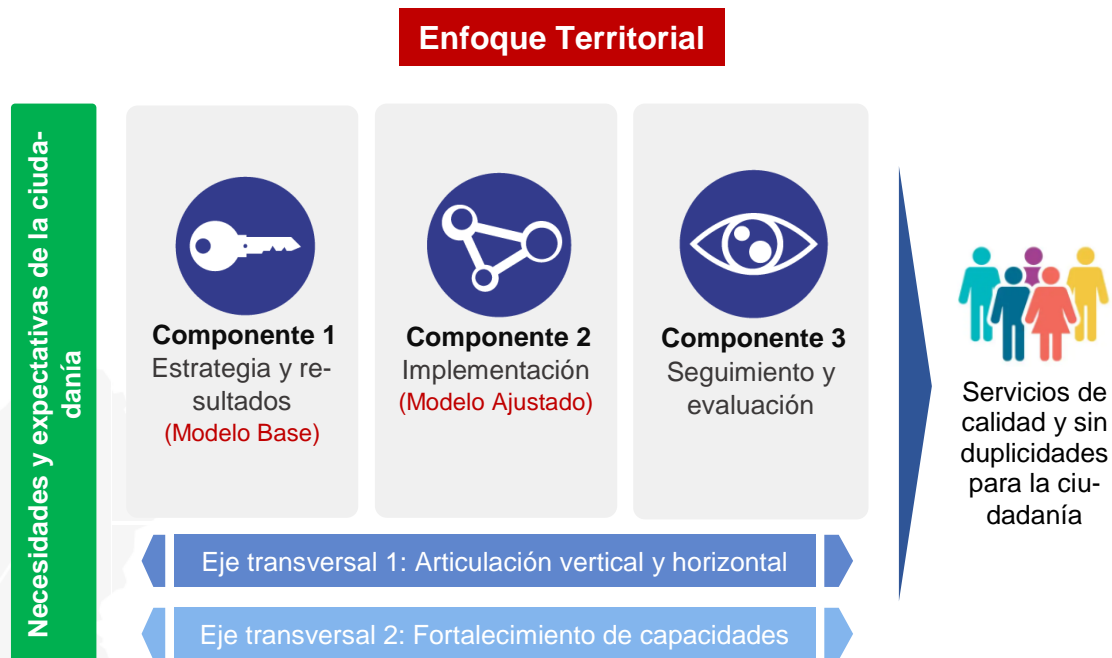 Enfoque Territorial
Necesidades y expectativas de la ciuda-
danía
Componente 1
Estrategia y re-
sultados
(Modelo Base)
Componente 2
Implementación
(Modelo Ajustado)
Componente 3
Seguimiento y
evaluación
Servicios de
calidad y sin
duplicidades
para la ciu-
dadanía
Eje transversal 1: Articulación vertical y horizontal
Eje transversal 2: Fortalecimiento de capacidades